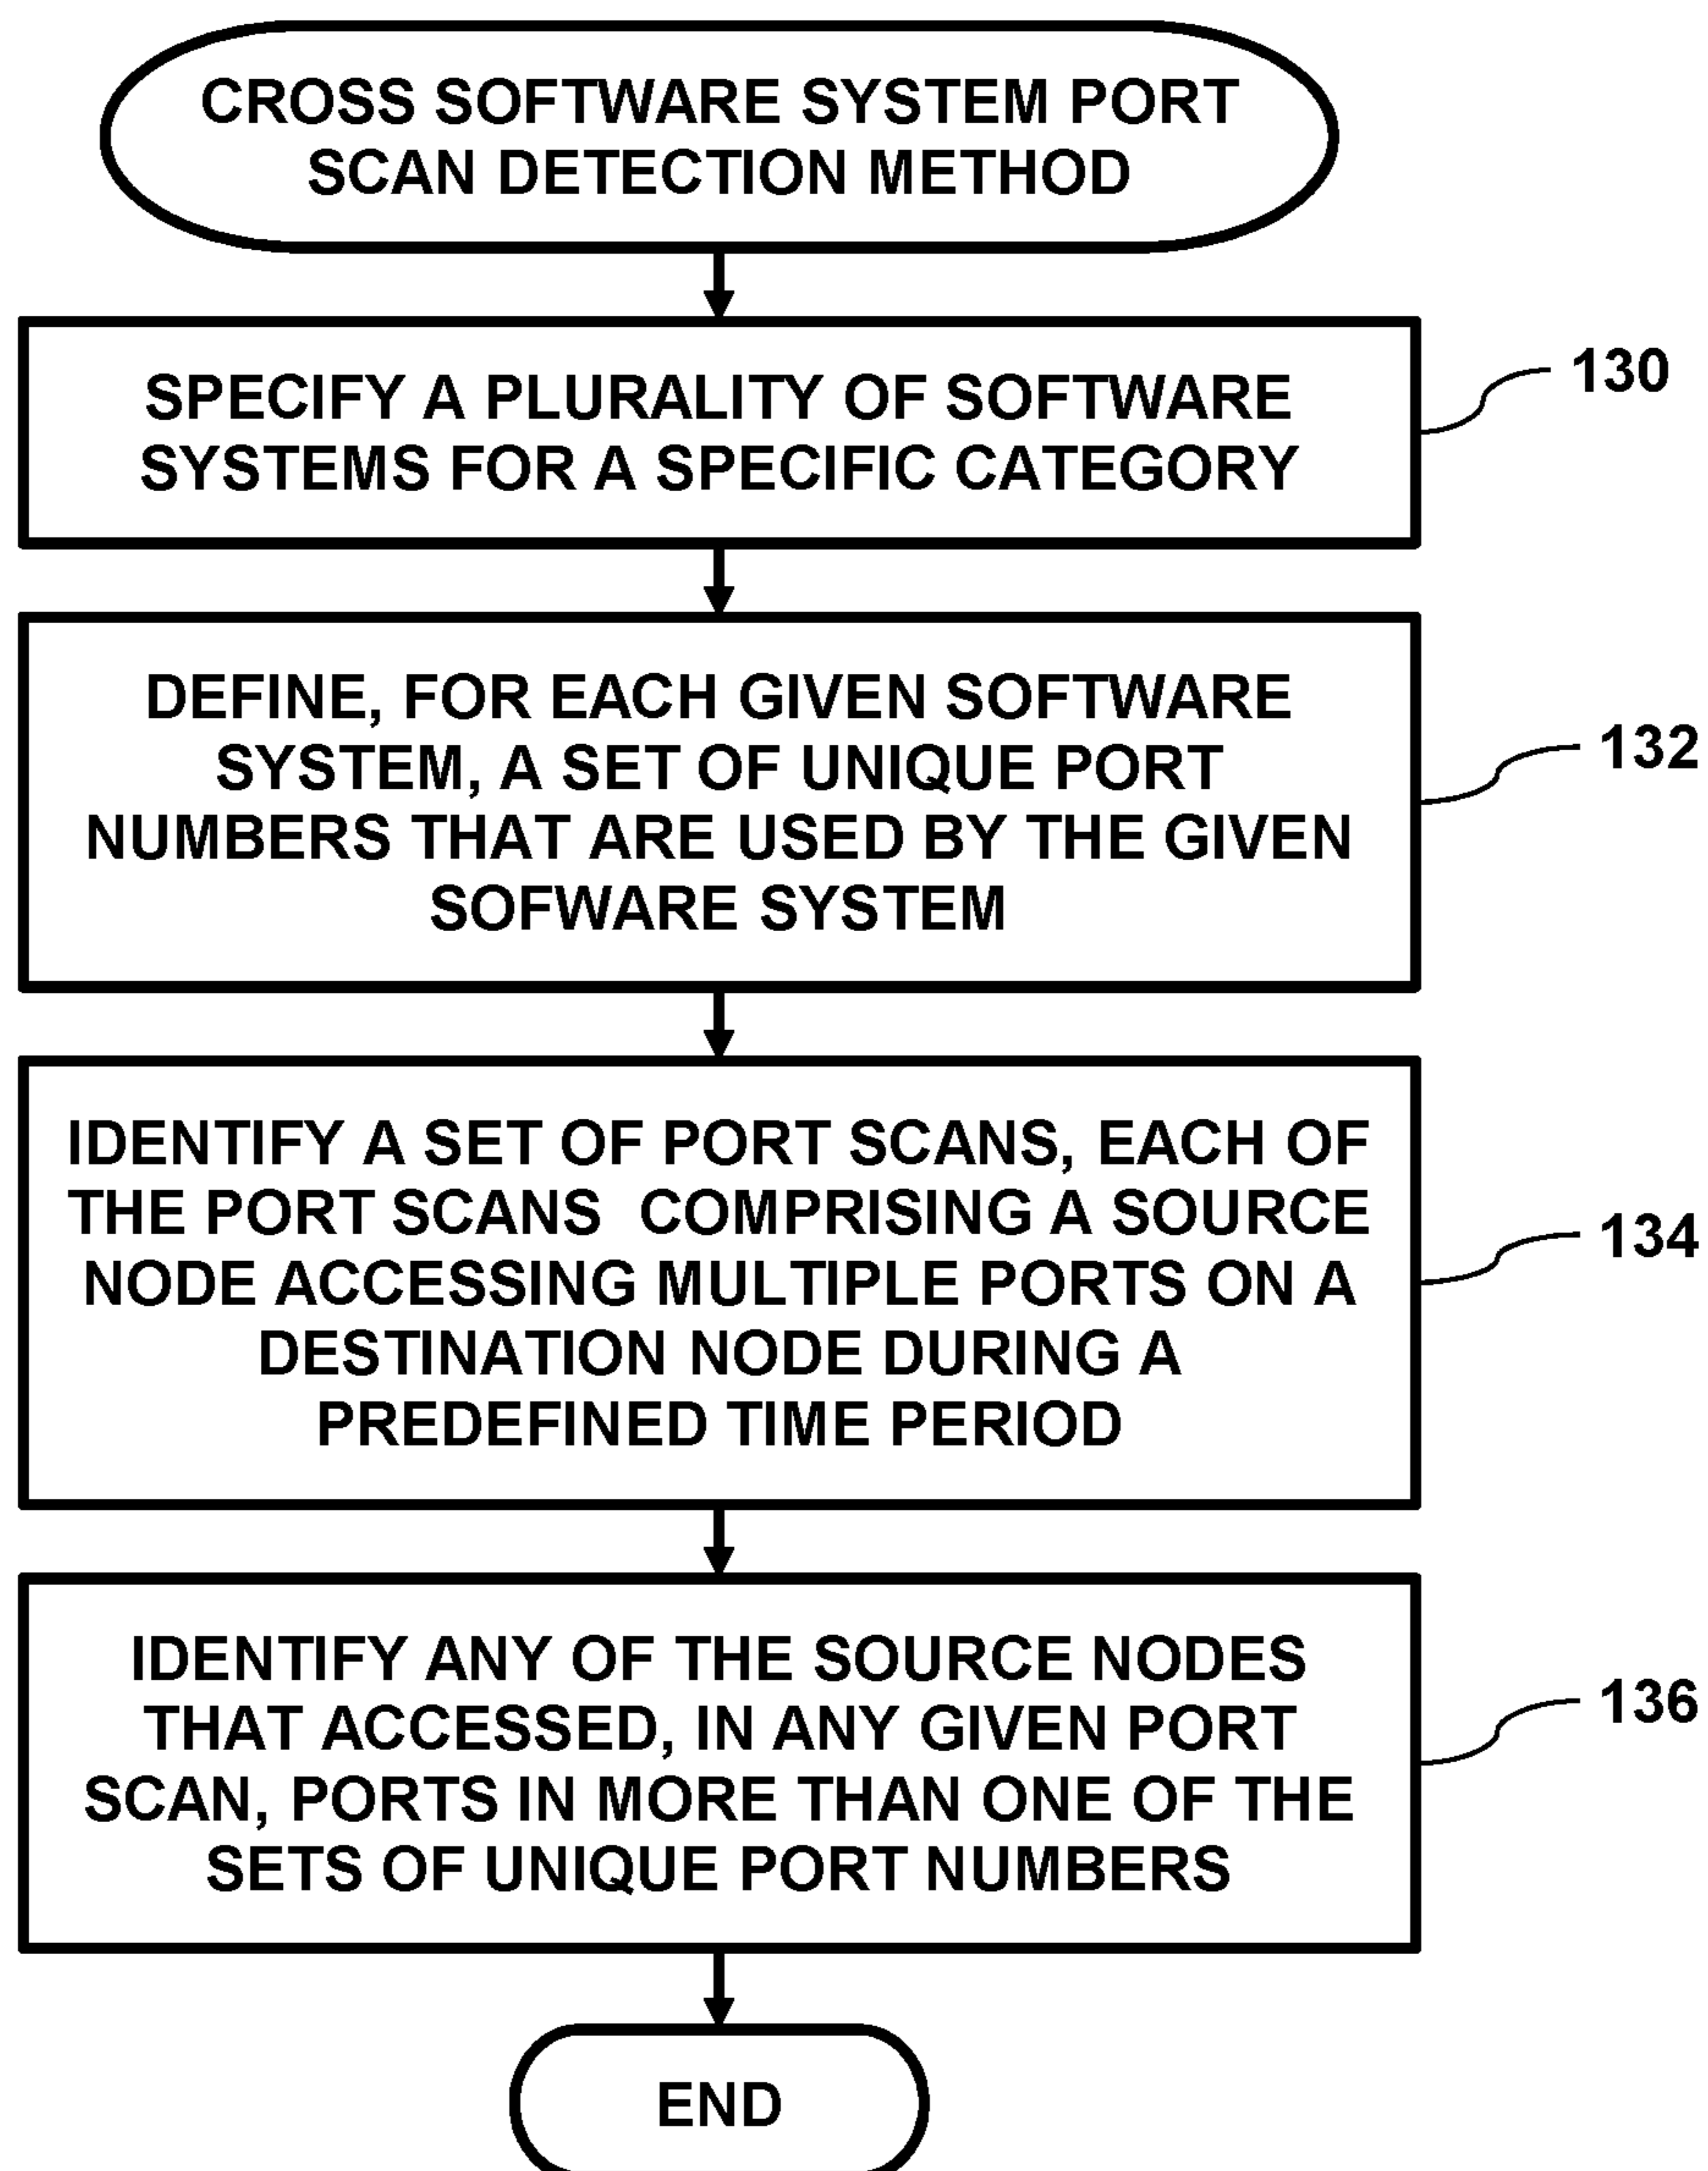 CROSS SOFTWARE SYSTEM PORT
SCAN DETECTION METHOD
SPECIFY A PLURALITY OF SOFTWARE
SYSTEMS FOR A SPECIFIC CATEGORY
130
DEFINE, FOR EACH GIVEN SOFTWARE
SYSTEM, A SET OF UNIQUE PORT
NUMBERS THAT ARE USED BY THE GIVEN
SOFWARE SYSTEM
132
IDENTIFY A SET OF PORT SCANS, EACH OF
THE PORT SCANS COMPRISING A SOURCE
NODE ACCESSING MULTIPLE PORTS ON A
DESTINATION NODE DURING A
PREDEFINED TIME PERIOD
134
IDENTIFY ANY OF THE SOURCE NODES
THAT ACCESSED, IN ANY GIVEN PORT
SCAN, PORTS IN MORE THAN ONE OF THE
SETS OF UNIQUE PORT NUMBERS
136
END